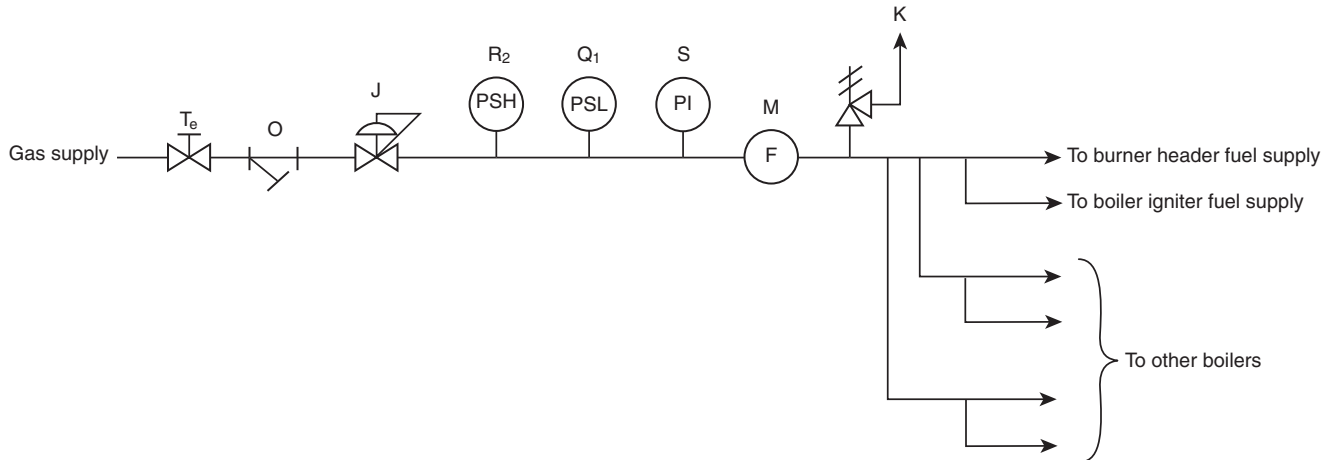 K
R₂
Q₁
S
J
PSH
PSL
PI
M
Tₑ
O
Gas supply
F
To burner header fuel supply
To boiler igniter fuel supply
To other boilers